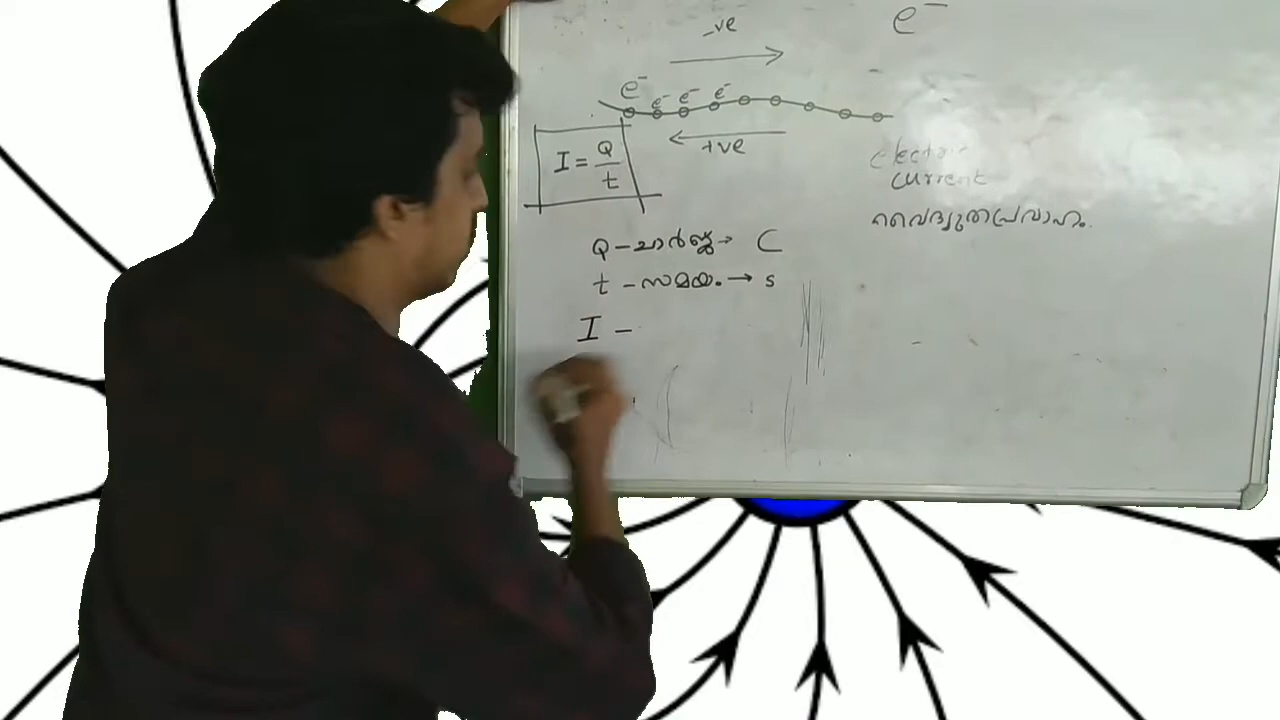 -ve
e⁻
e⁻ e⁻ e⁻ e⁻
+ve
I = Q/t
electric
current
വൈദ്യുതപ്രവാഹം.
Q - ചാർജ്ജ് → C
t - സമയം. → s
I -